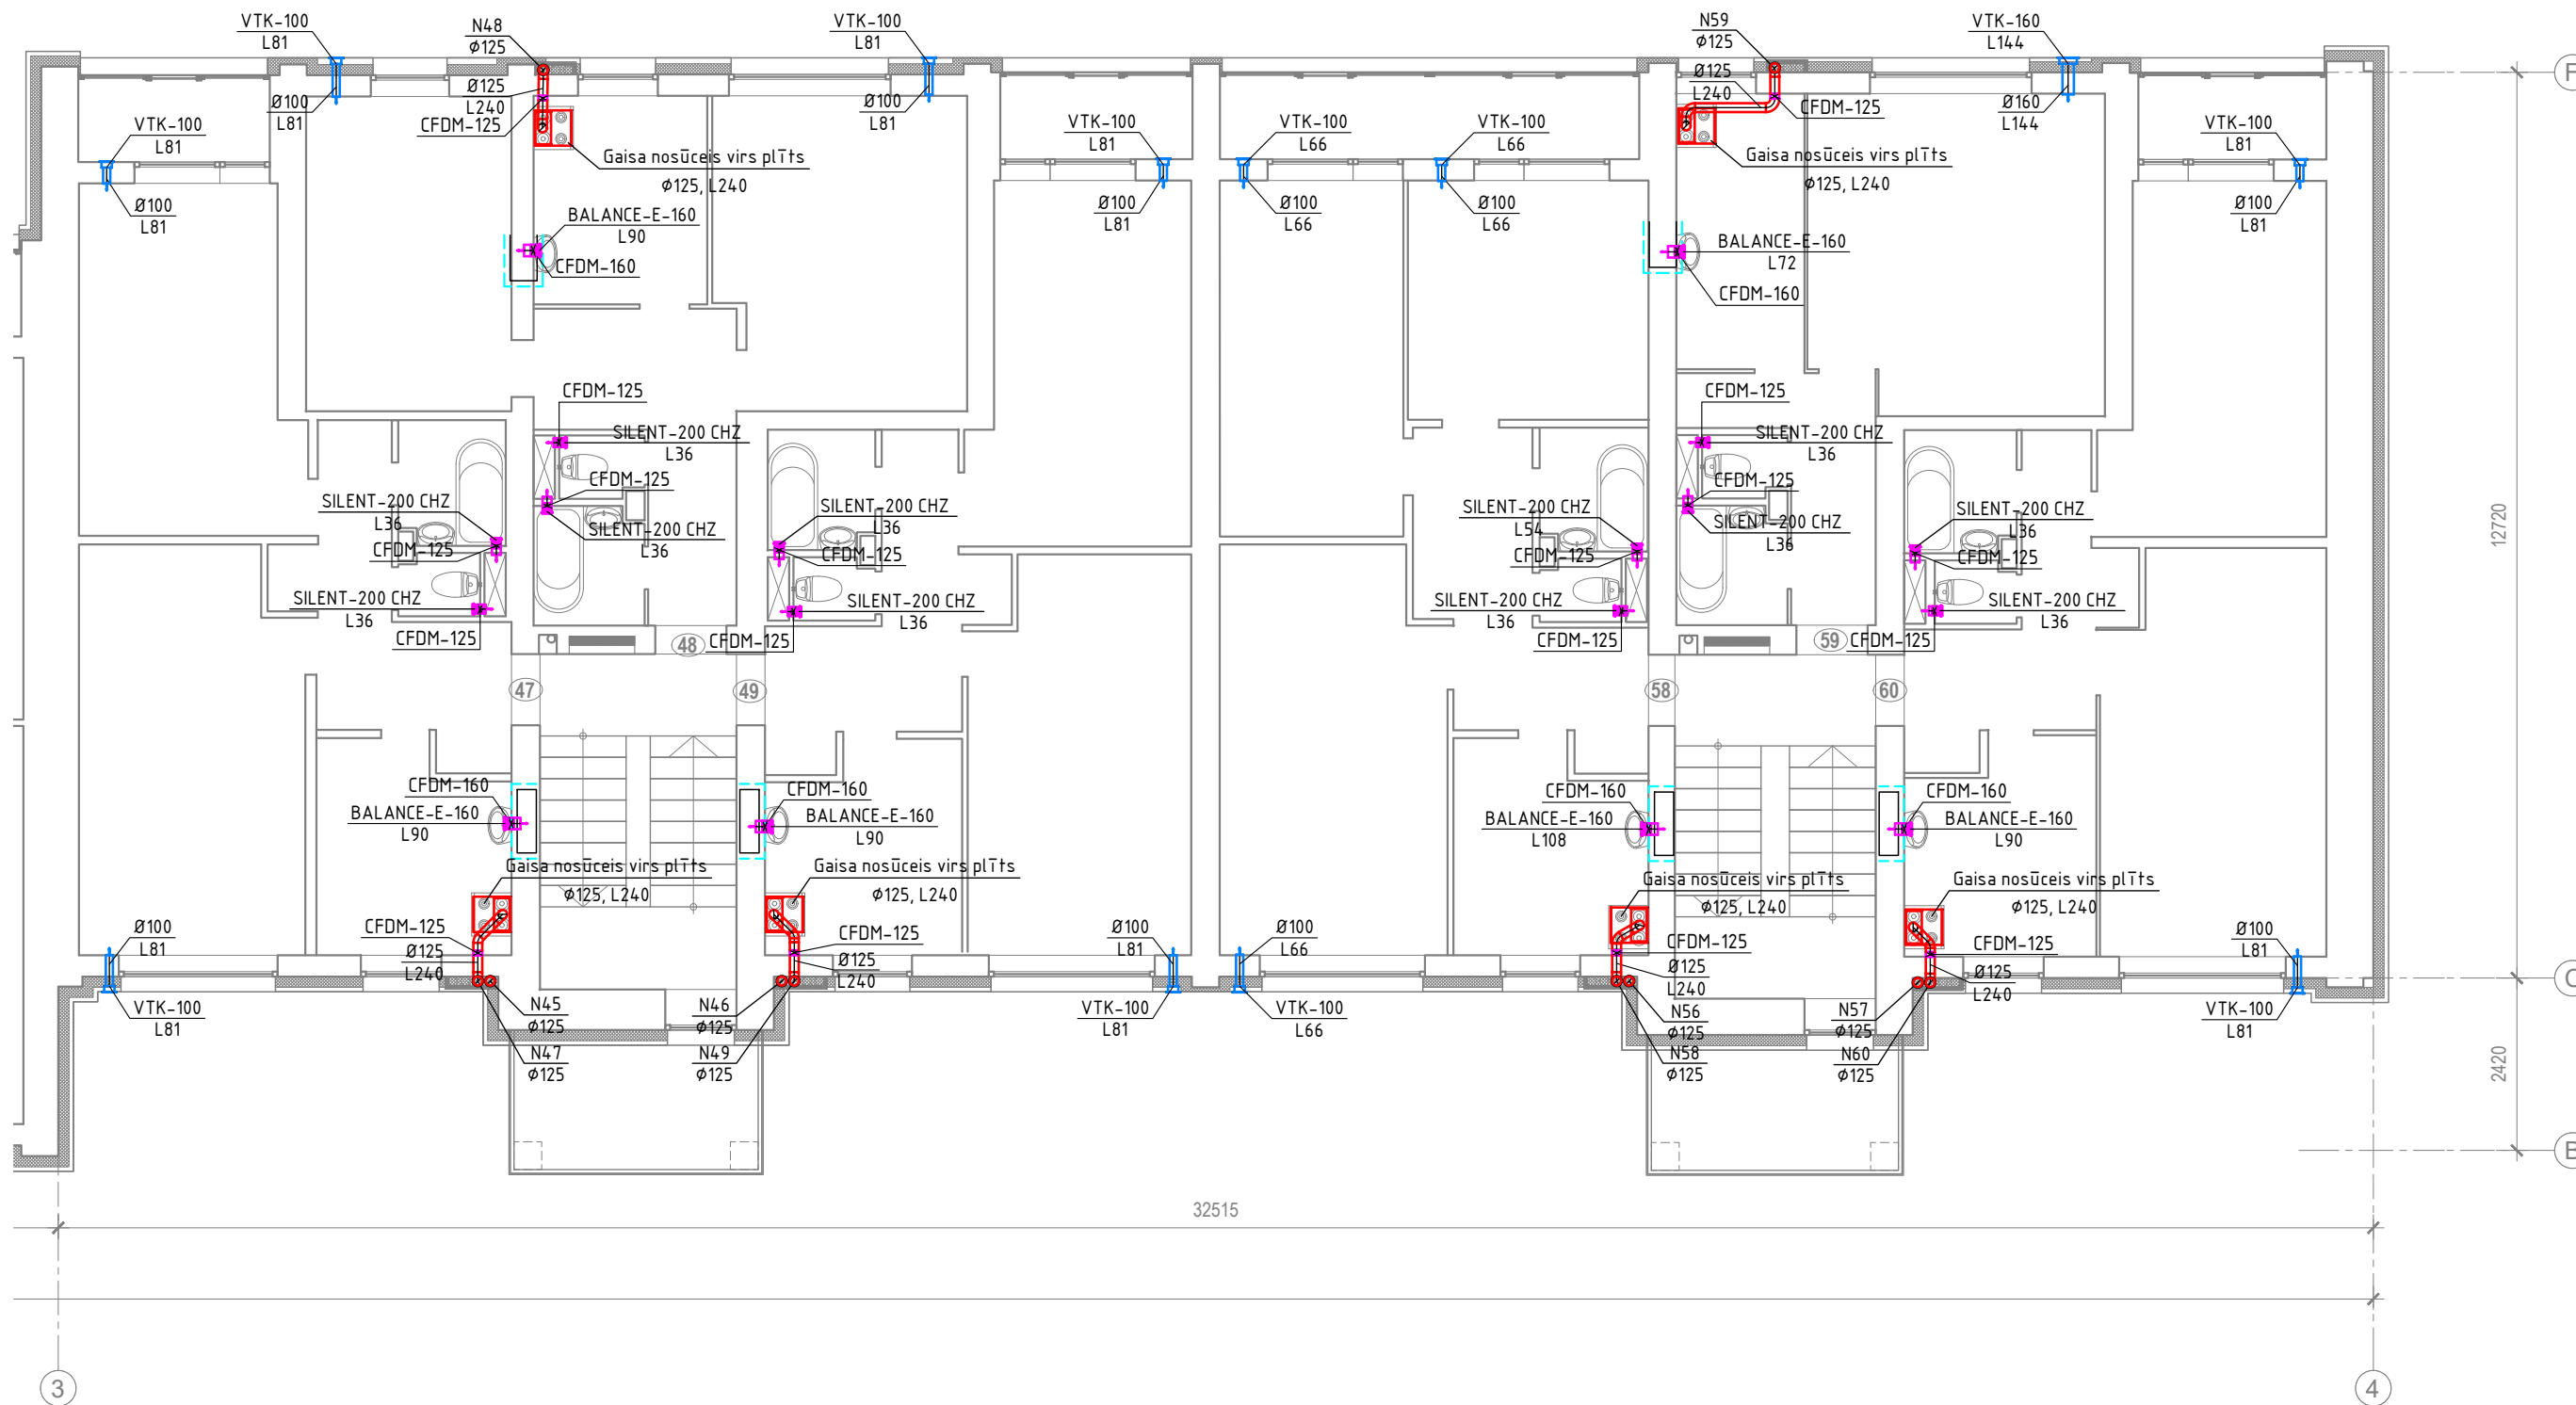 VTK-100
L81
N48
ϕ125
VTK-100
L81
N59
ϕ125
VTK-160
L144
F
Ø100
L81
Ø125
L240
CFDM-125
Ø100
L81
Ø125
L240
CFDM-125
Ø160
L144
VTK-100
L81
VTK-100
L81
VTK-100
L66
VTK-100
L66
VTK-100
L81
Gaisa nosūceis virs plīts
ϕ125, L240
Gaisa nosūceis virs plīts
ϕ125, L240
Ø100
L81
Ø100
L81
Ø100
L66
Ø100
L66
Ø100
L81
BALANCE-E-160
L90
CFDM-160
BALANCE-E-160
L72
CFDM-160
CFDM-125
SILENT-200 CHZ
L36
CFDM-125
SILENT-200 CHZ
L36
CFDM-125
SILENT-200 CHZ
L36
CFDM-125
SILENT-200 CHZ
L36
SILENT-200 CHZ
L36
CFDM-125
SILENT-200 CHZ
L36
CFDM-125
SILENT-200 CHZ
L54
CFDM-125
SILENT-200 CHZ
L36
CFDM-125
12720
SILENT-200 CHZ
L36
CFDM-125
SILENT-200 CHZ
L36
CFDM-125
SILENT-200 CHZ
L36
CFDM-125
SILENT-200 CHZ
L36
CFDM-125
48
59
47
49
58
60
CFDM-160
BALANCE-E-160
L90
CFDM-160
BALANCE-E-160
L90
CFDM-160
BALANCE-E-160
L108
CFDM-160
BALANCE-E-160
L90
Gaisa nosūceis virs plīts
ϕ125, L240
Gaisa nosūceis virs plīts
ϕ125, L240
Gaisa nosūceis virs plīts
ϕ125, L240
Gaisa nosūceis virs plīts
ϕ125, L240
Ø100
L81
CFDM-125
Ø125
L240
CFDM-125
Ø125
L240
Ø100
L81
Ø100
L66
CFDM-125
Ø125
L240
CFDM-125
Ø125
L240
Ø100
L81
C
VTK-100
L81
N45
ϕ125
N47
ϕ125
N46
ϕ125
N49
ϕ125
VTK-100
L81
VTK-100
L66
N56
ϕ125
N58
ϕ125
N57
ϕ125
N60
ϕ125
VTK-100
L81
2420
B
32515
3
4